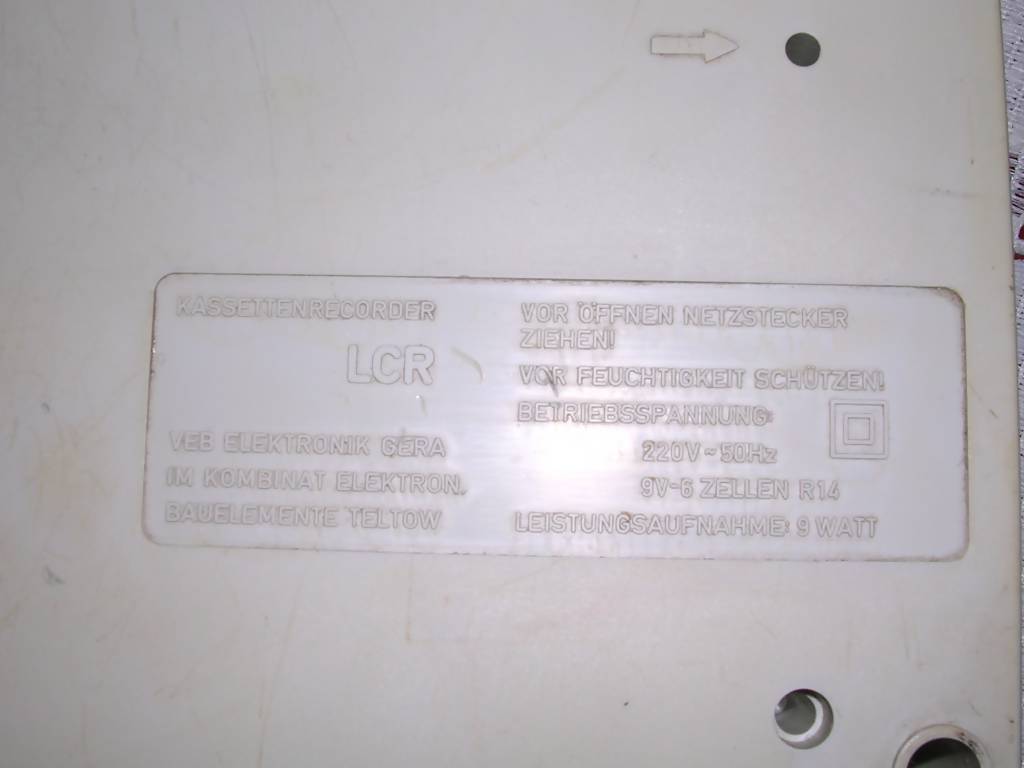 KASSETTENRECORDER
LCR
VEB ELEKTRONIK GERA
IM KOMBINAT ELEKTRON.
BAUELEMENTE TELTOW
VOR ÖFFNEN NETZSTECKER
ZIEHEN!
VOR FEUCHTIGKEIT SCHÜTZEN!
BETRIEBSSPANNUNG:
220V~50Hz
9V-6 ZELLEN R14
LEISTUNGSAUFNAHME: 9 WATT